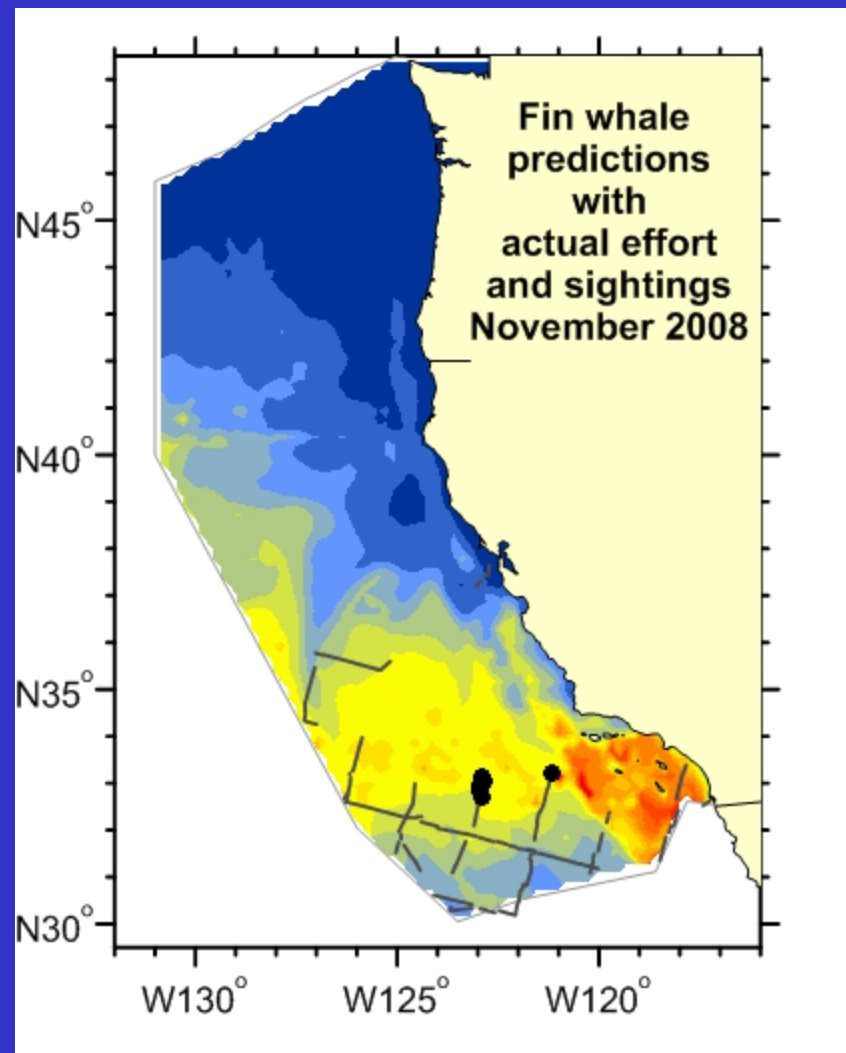 Fin whale
predictions
with
actual effort
and sightings
November 2008
N45°
N40°
N35°
N30°
W130° W125° W120°